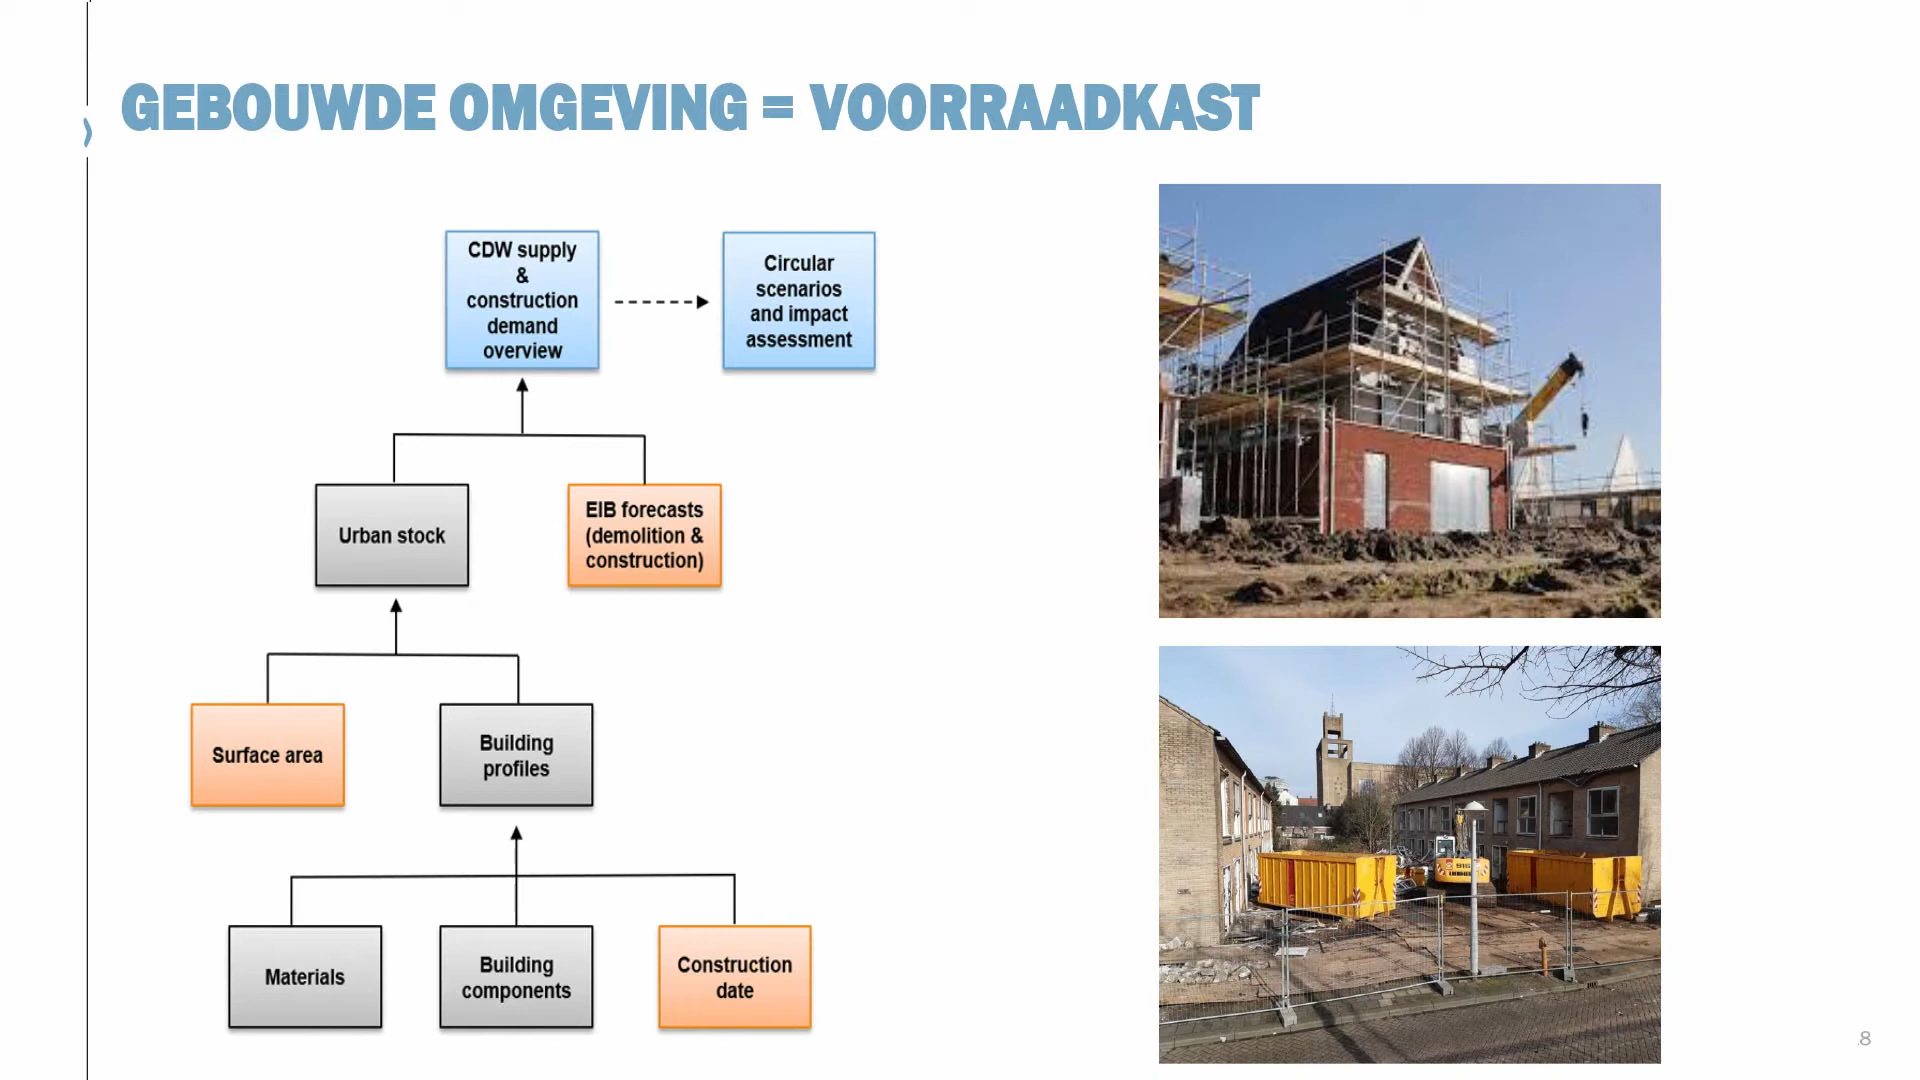 GEBOUWDE OMGEVING = VOORRAADKAST
CDW supply
&
construction
demand
overview
Circular
scenarios
and impact
assessment
Urban stock
EIB forecasts
(demolition &
construction)
Surface area
Building
profiles
Materials
Building
components
Construction
date
8